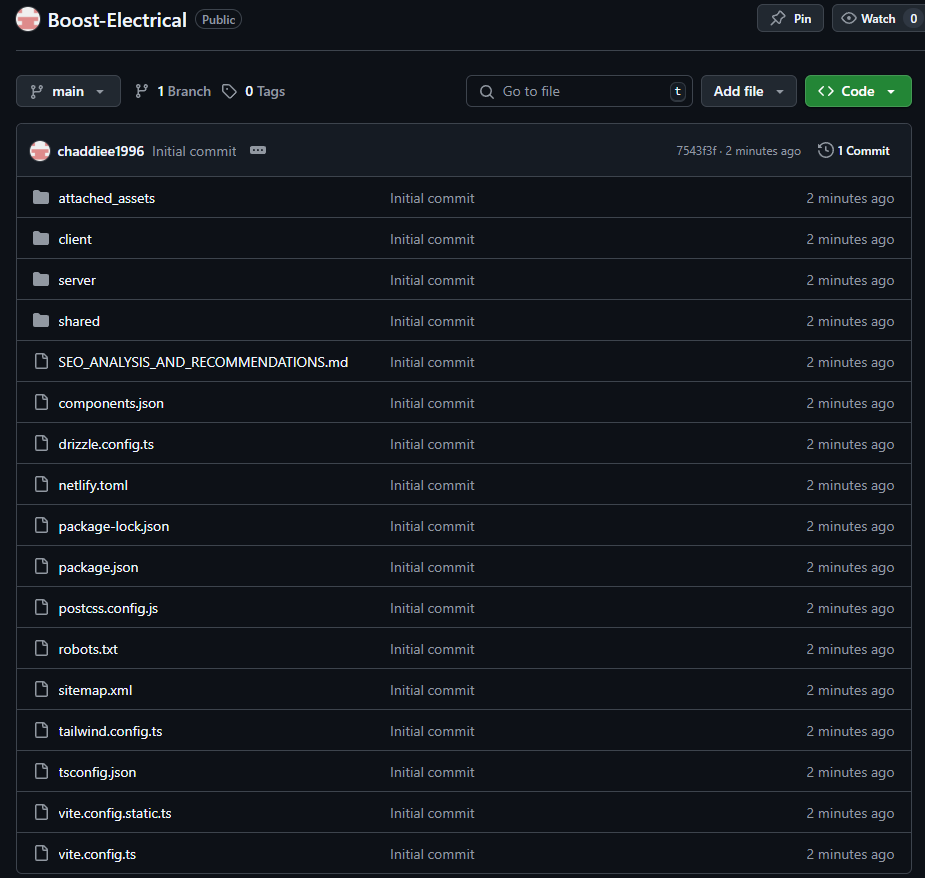 Boost-Electrical Public Pin Watch 0
main 1 Branch 0 Tags Go to file t Add file Code
chaddiee1996 Initial commit 7543f3f · 2 minutes ago 1 Commit
attached_assets Initial commit 2 minutes ago
client Initial commit 2 minutes ago
server Initial commit 2 minutes ago
shared Initial commit 2 minutes ago
SEO_ANALYSIS_AND_RECOMMENDATIONS.md Initial commit 2 minutes ago
components.json Initial commit 2 minutes ago
drizzle.config.ts Initial commit 2 minutes ago
netlify.toml Initial commit 2 minutes ago
package-lock.json Initial commit 2 minutes ago
package.json Initial commit 2 minutes ago
postcss.config.js Initial commit 2 minutes ago
robots.txt Initial commit 2 minutes ago
sitemap.xml Initial commit 2 minutes ago
tailwind.config.ts Initial commit 2 minutes ago
tsconfig.json Initial commit 2 minutes ago
vite.config.static.ts Initial commit 2 minutes ago
vite.config.ts Initial commit 2 minutes ago